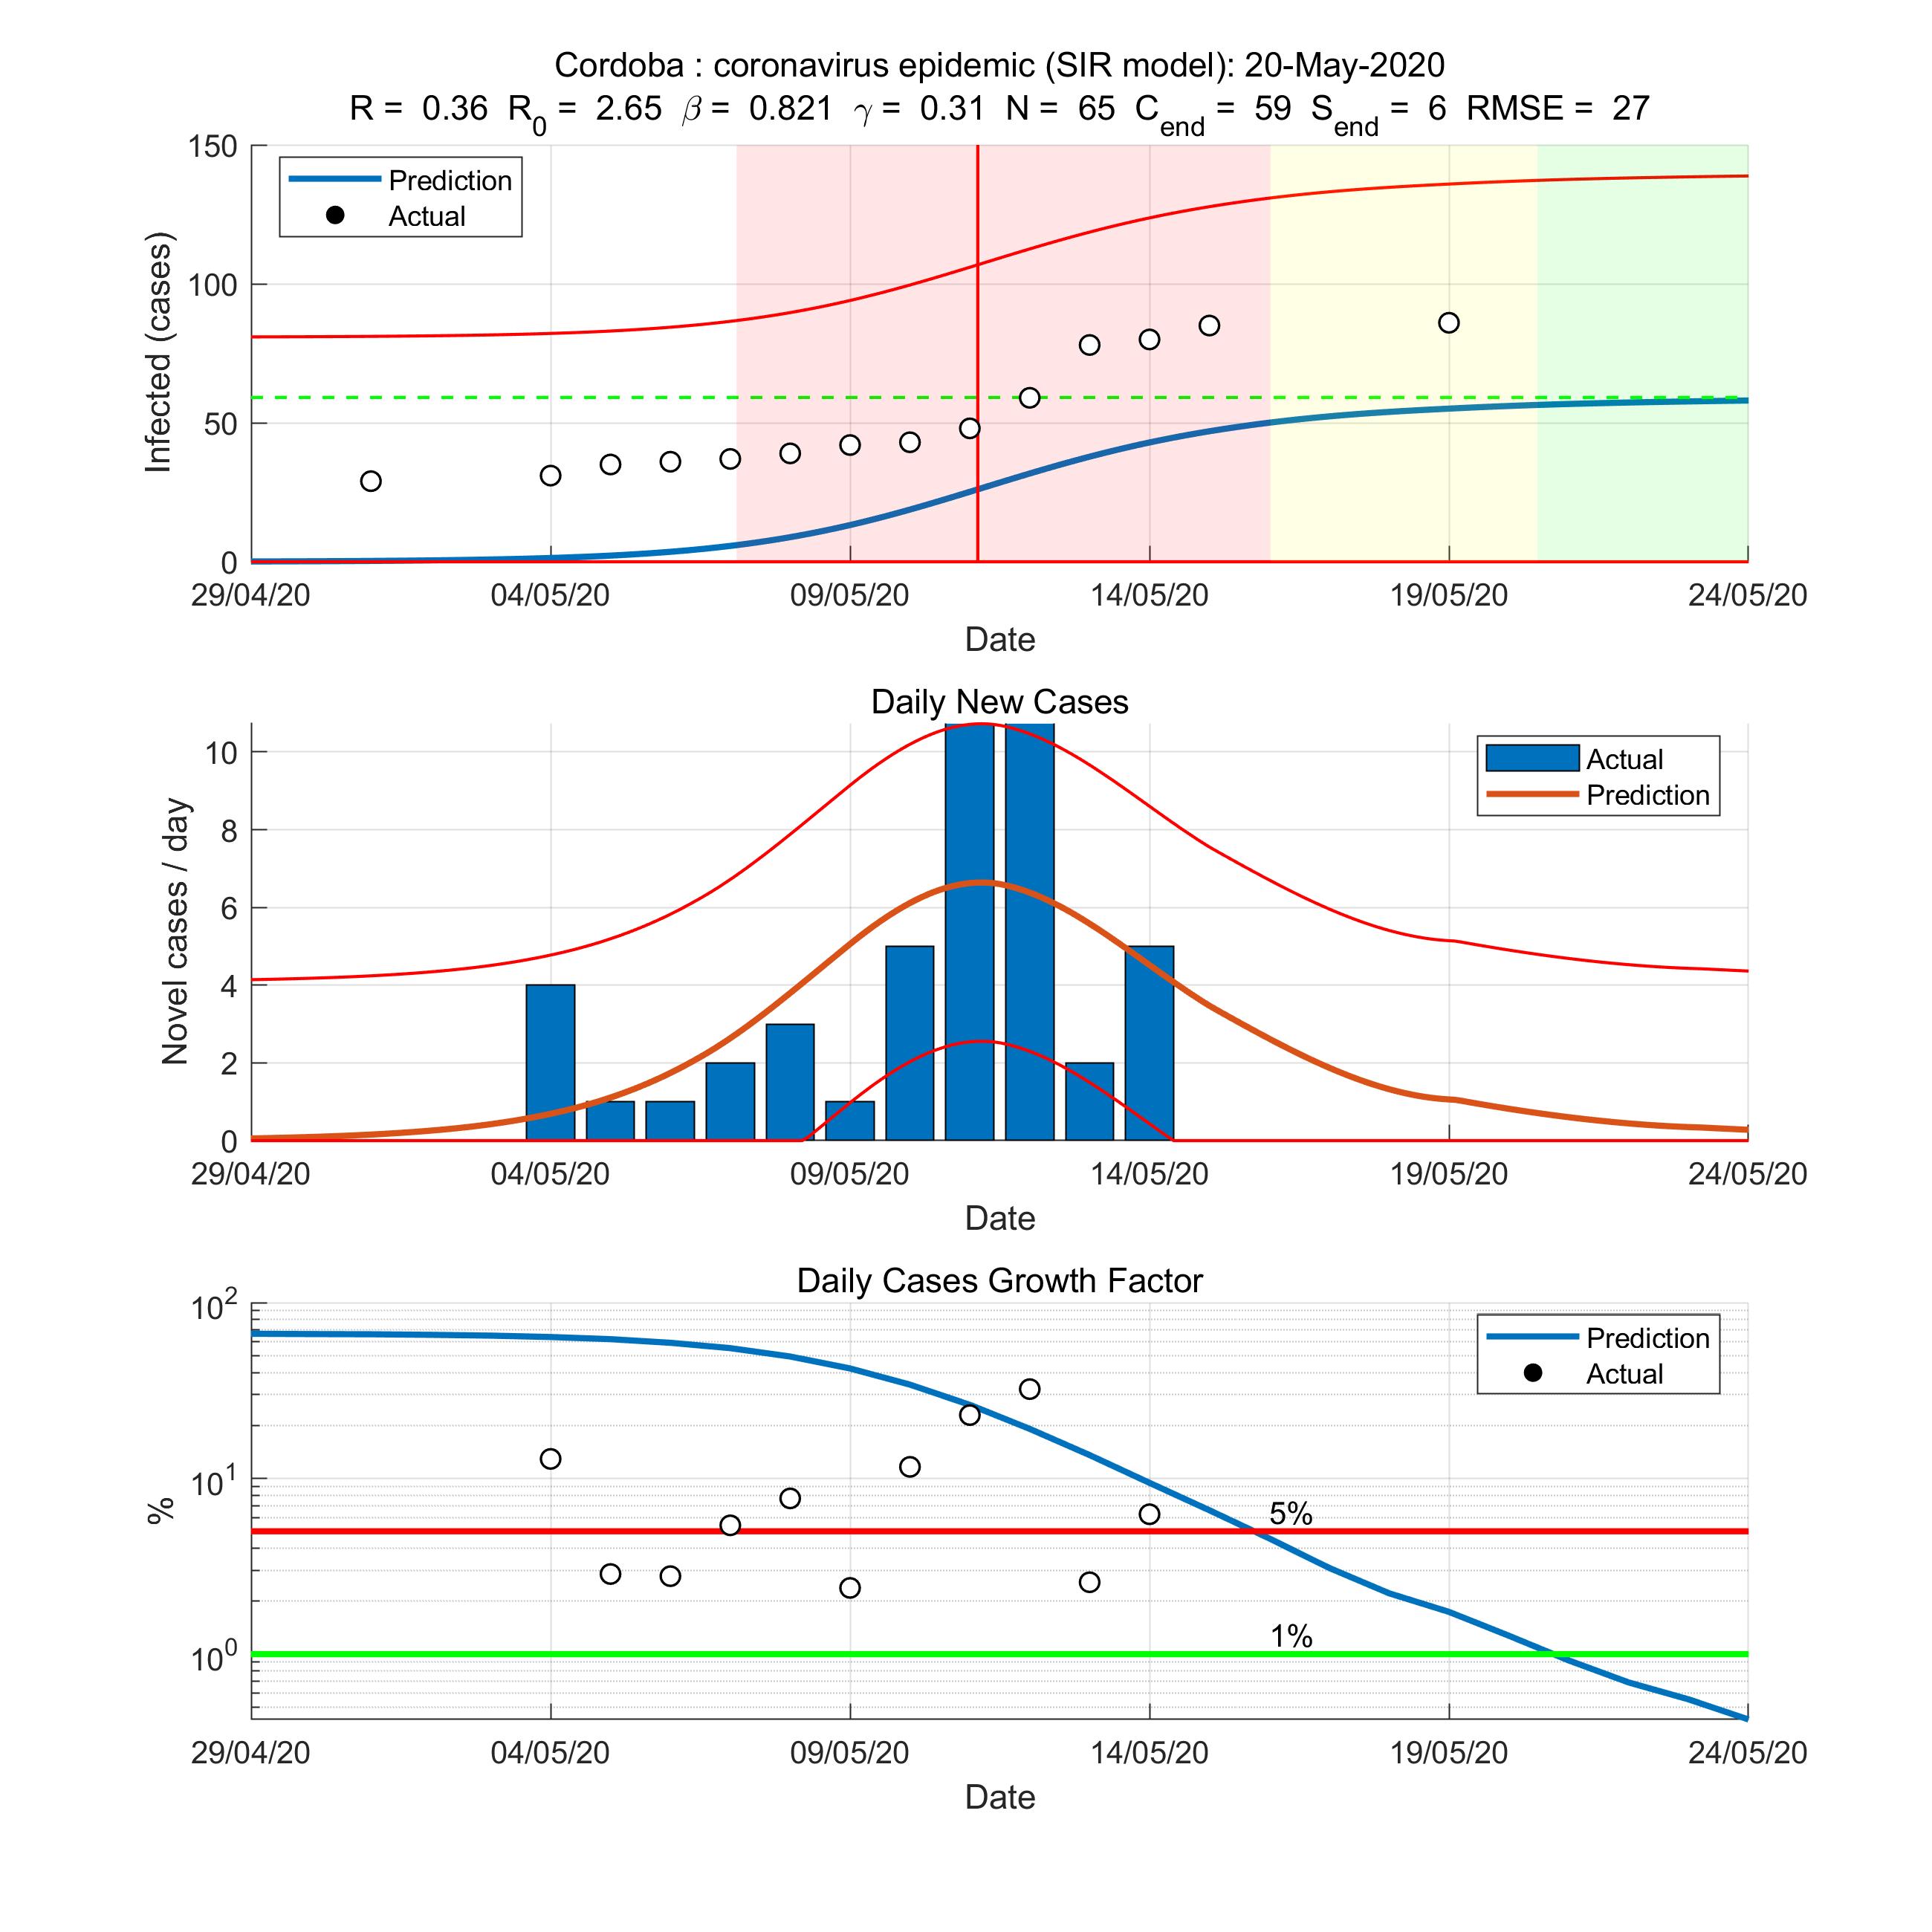 Cordoba : coronavirus epidemic (SIR model): 20-May-2020
R = 0.36 R0 = 2.65 β = 0.821 γ = 0.31 N = 65 Cend = 59 Send = 6 RMSE = 27
150
100
50
0
Infected (cases)
Prediction
Actual
29/04/20 04/05/20 09/05/20 14/05/20 19/05/20 24/05/20
Date
Daily New Cases
10
8
6
4
2
0
Novel cases / day
Actual
Prediction
29/04/20 04/05/20 09/05/20 14/05/20 19/05/20 24/05/20
Date
Daily Cases Growth Factor
10^2
10^1
10^0
%
Prediction
Actual
5%
1%
29/04/20 04/05/20 09/05/20 14/05/20 19/05/20 24/05/20
Date